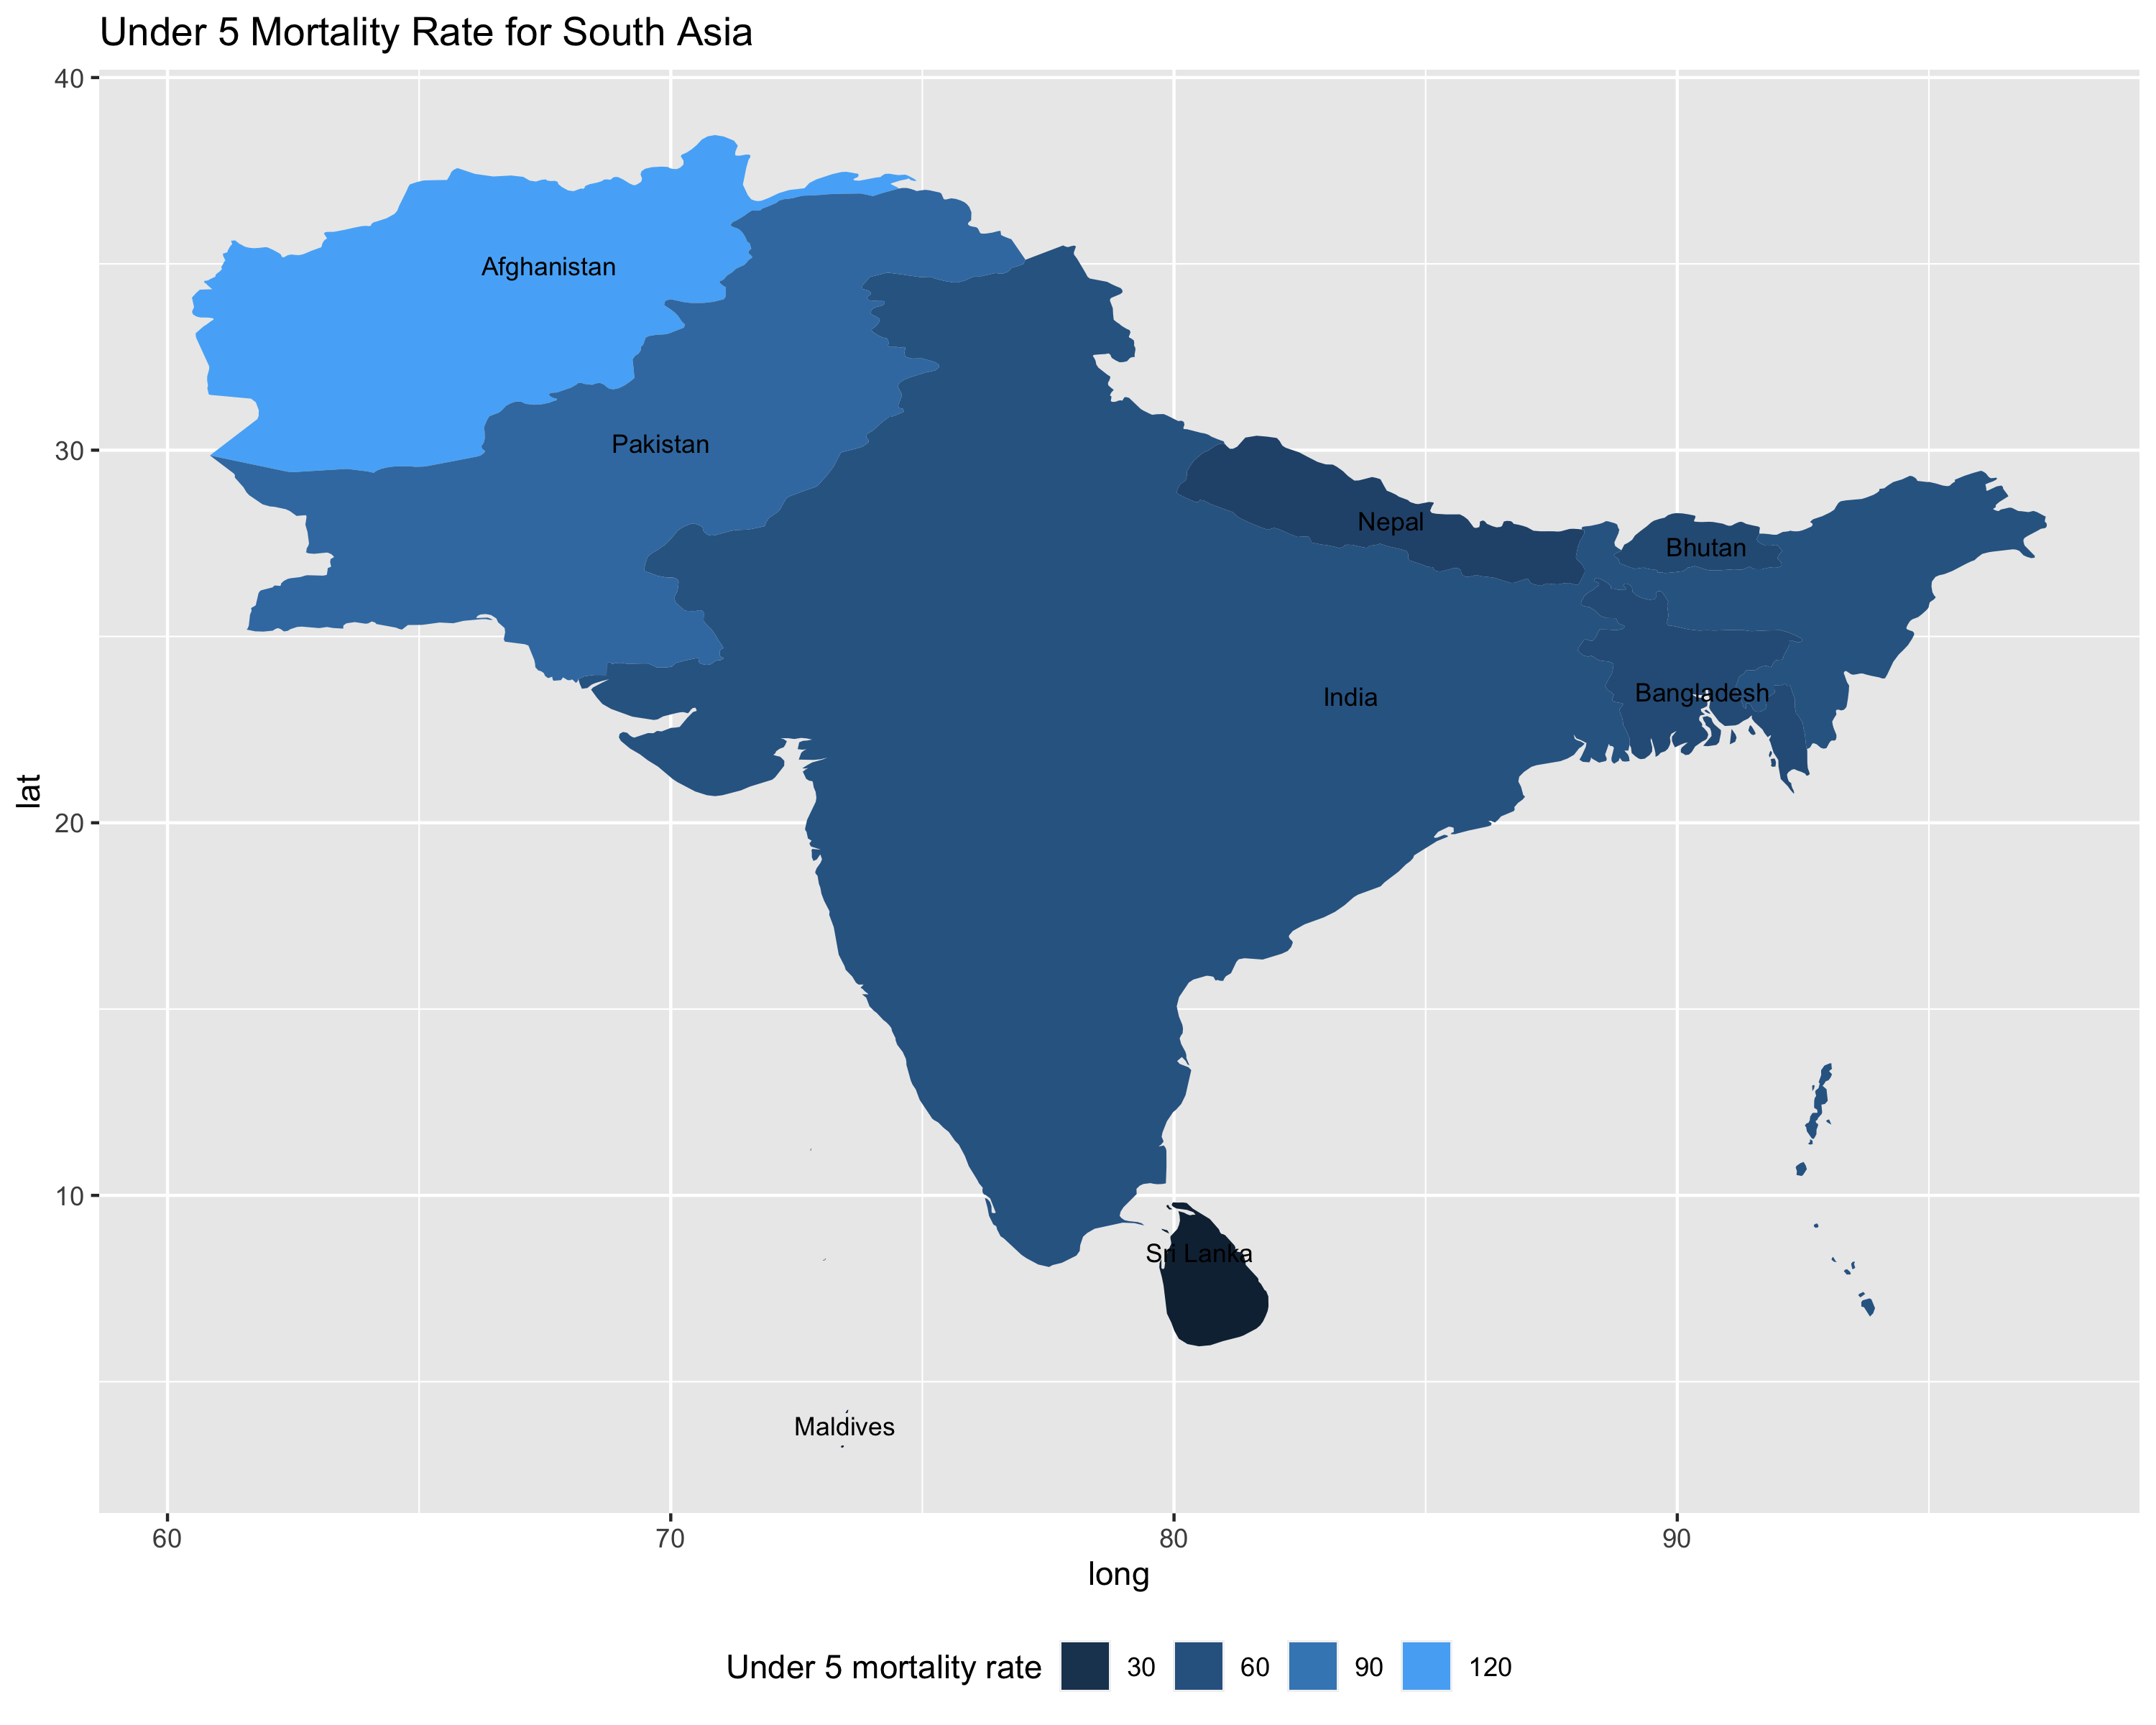 Under 5 Mortality Rate for South Asia
40
30
20
10
lat
Afghanistan
Pakistan
Nepal
Bhutan
India
Bangladesh
Sri Lanka
Maldives
60 70 80 90
long
Under 5 mortality rate 30 60 90 120